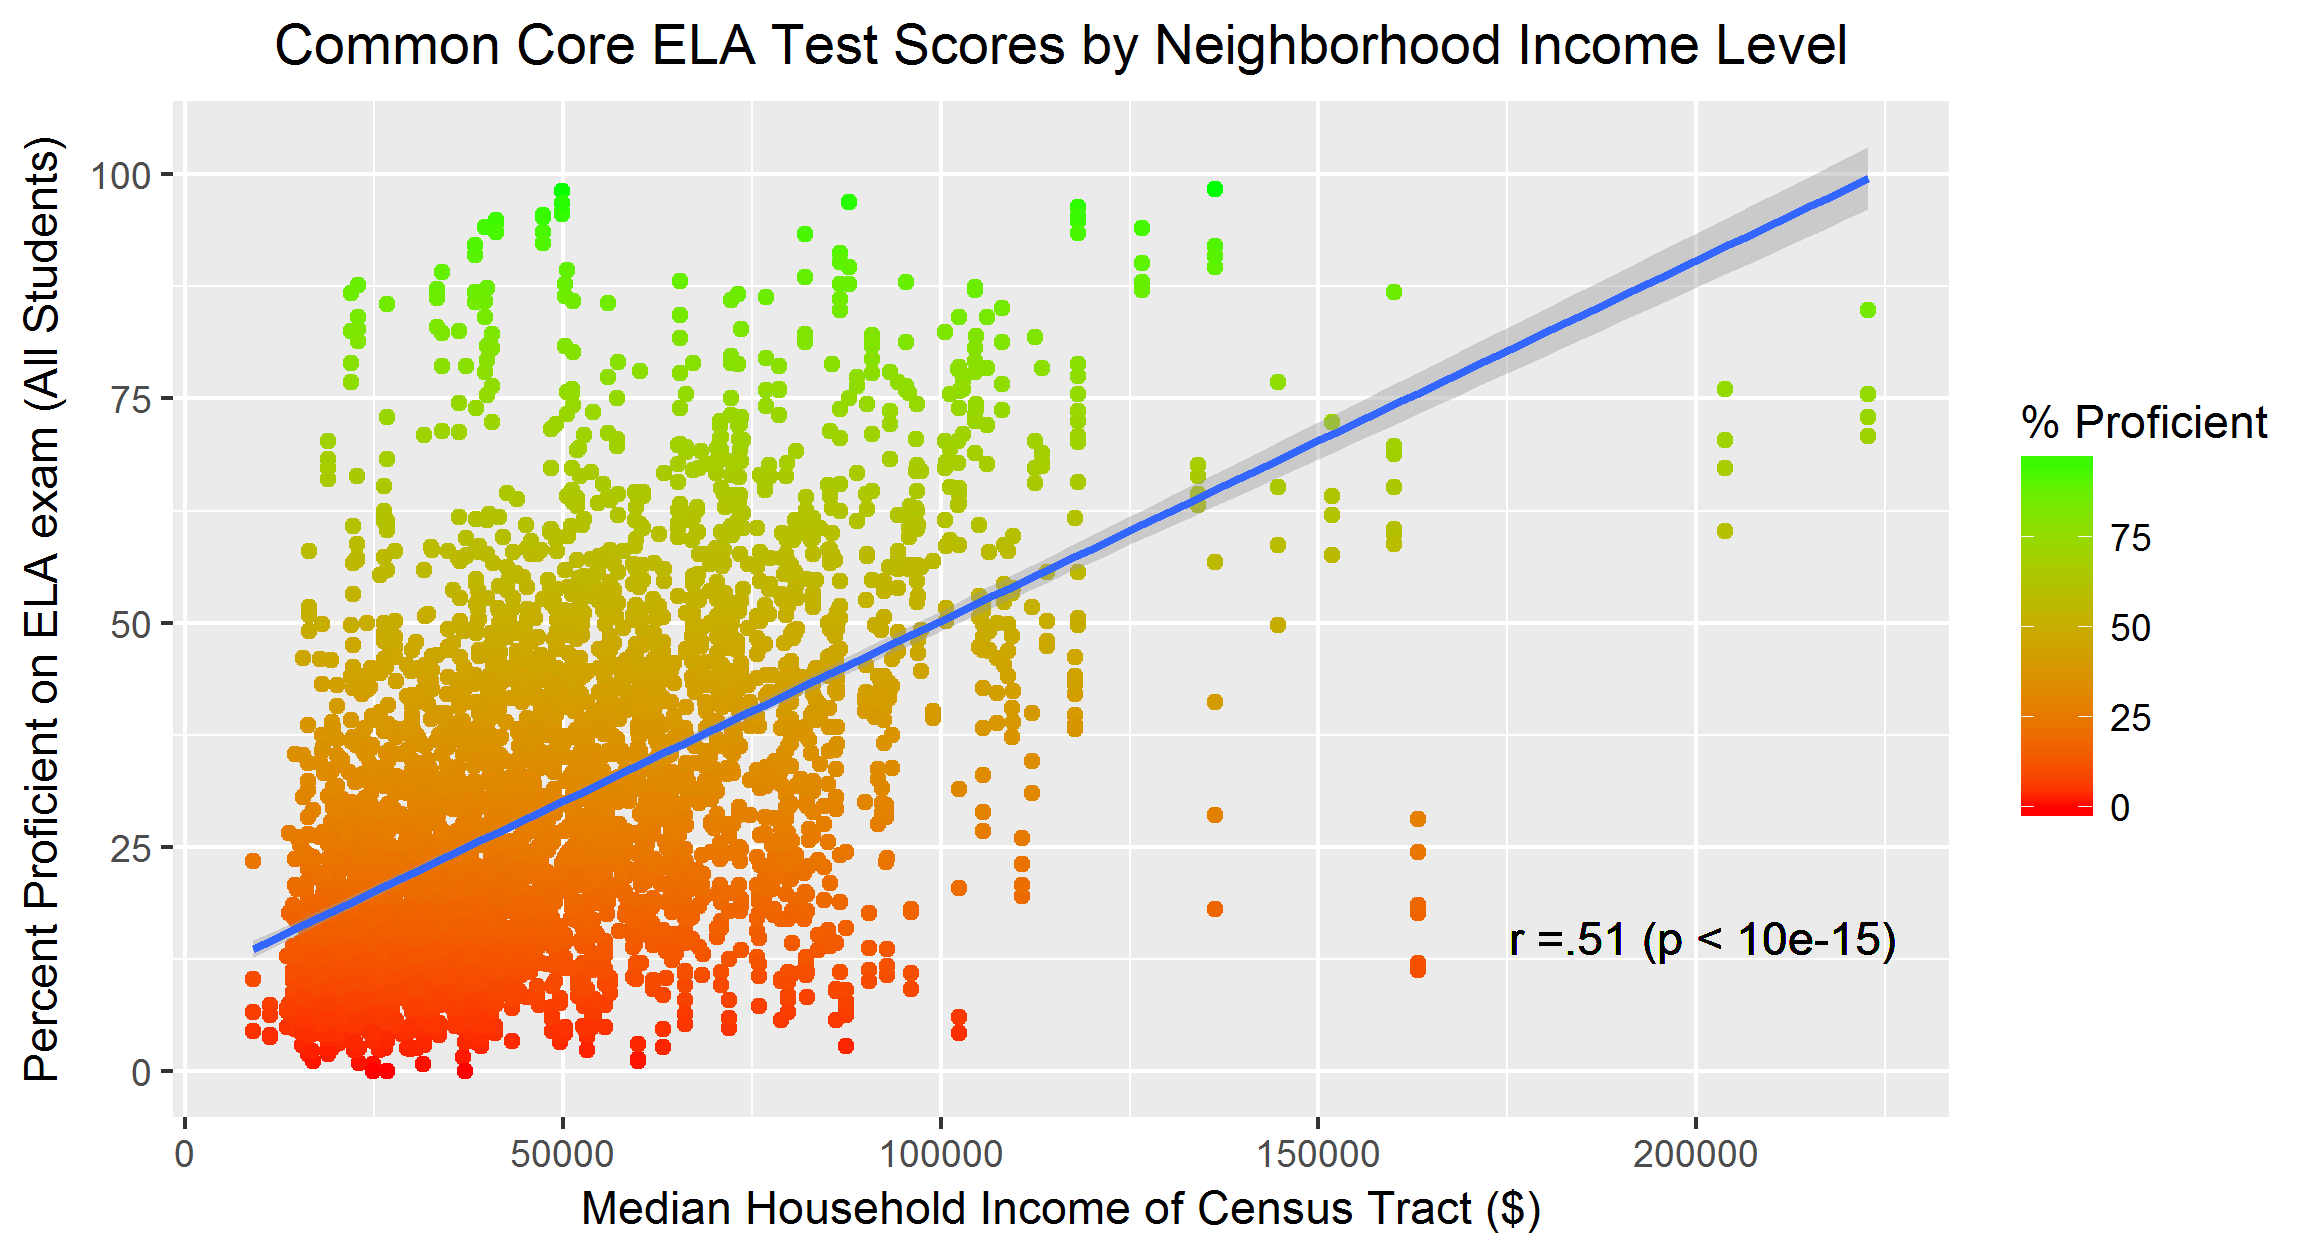 Common Core ELA Test Scores by Neighborhood Income Level
Percent Proficient on ELA exam (All Students)
100
75
50
25
0
0
50000
100000
150000
200000
Median Household Income of Census Tract ($)
r =.51 (p < 10e-15)
% Proficient
75
50
25
0